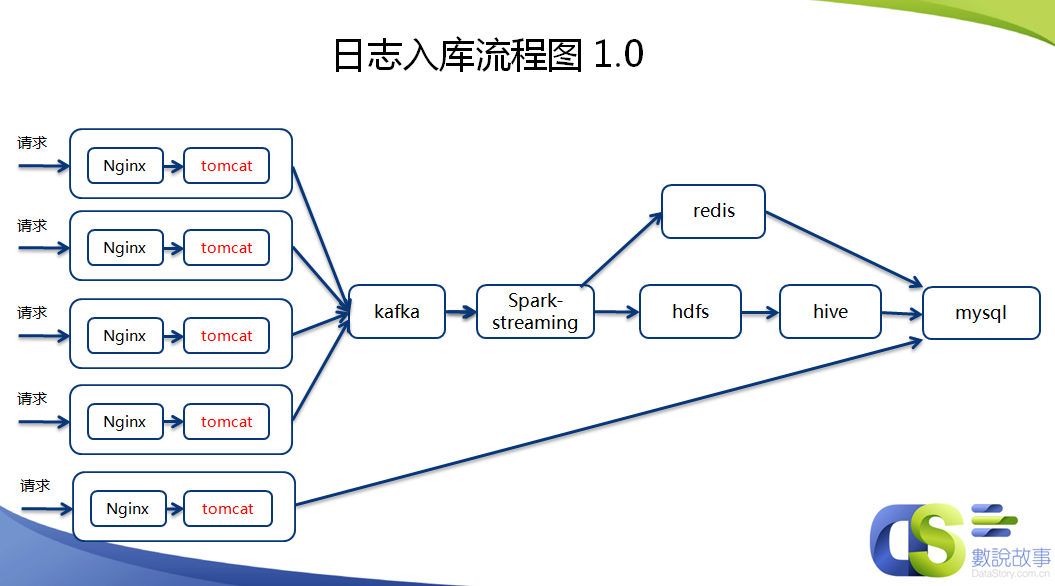 日志入库流程图 1.0
请求
Nginx
tomcat
请求
Nginx
tomcat
请求
Nginx
tomcat
请求
Nginx
tomcat
请求
Nginx
tomcat
kafka
Spark-
streaming
redis
hdfs
hive
mysql
DS
數說故事
DataStory.com.cn